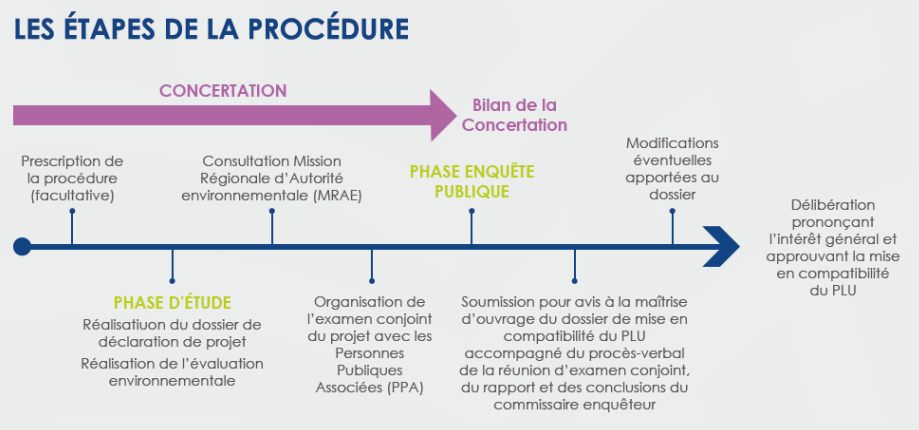 LES ÉTAPES DE LA PROCÉDURE
CONCERTATION
Bilan de la
Concertation
Prescription de
la procédure
(facultative)
Consultation Mission
Régionale d'Autorité
environnementale (MRAE)
PHASE ENQUÊTE
PUBLIQUE
Modifications
éventuelles
apportées au
dossier
Délibération
prononçant
l'intérêt général et
approuvant la mise
en compatibilité
du PLU
PHASE D'ÉTUDE
Réalisatiuon du dossier de
déclaration de projet
Réalisation de l'évaluation
environnementale
Organisation de
l'examen conjoint
du projet avec les
Personnes
Publiques
Associées (PPA)
Soumission pour avis à la maîtrise
d'ouvrage du dossier de mise en
compatibilité du PLU
accompagné du procès-verbal
de la réunion d'examen conjoint,
du rapport et des conclusions du
commissaire enquêteur